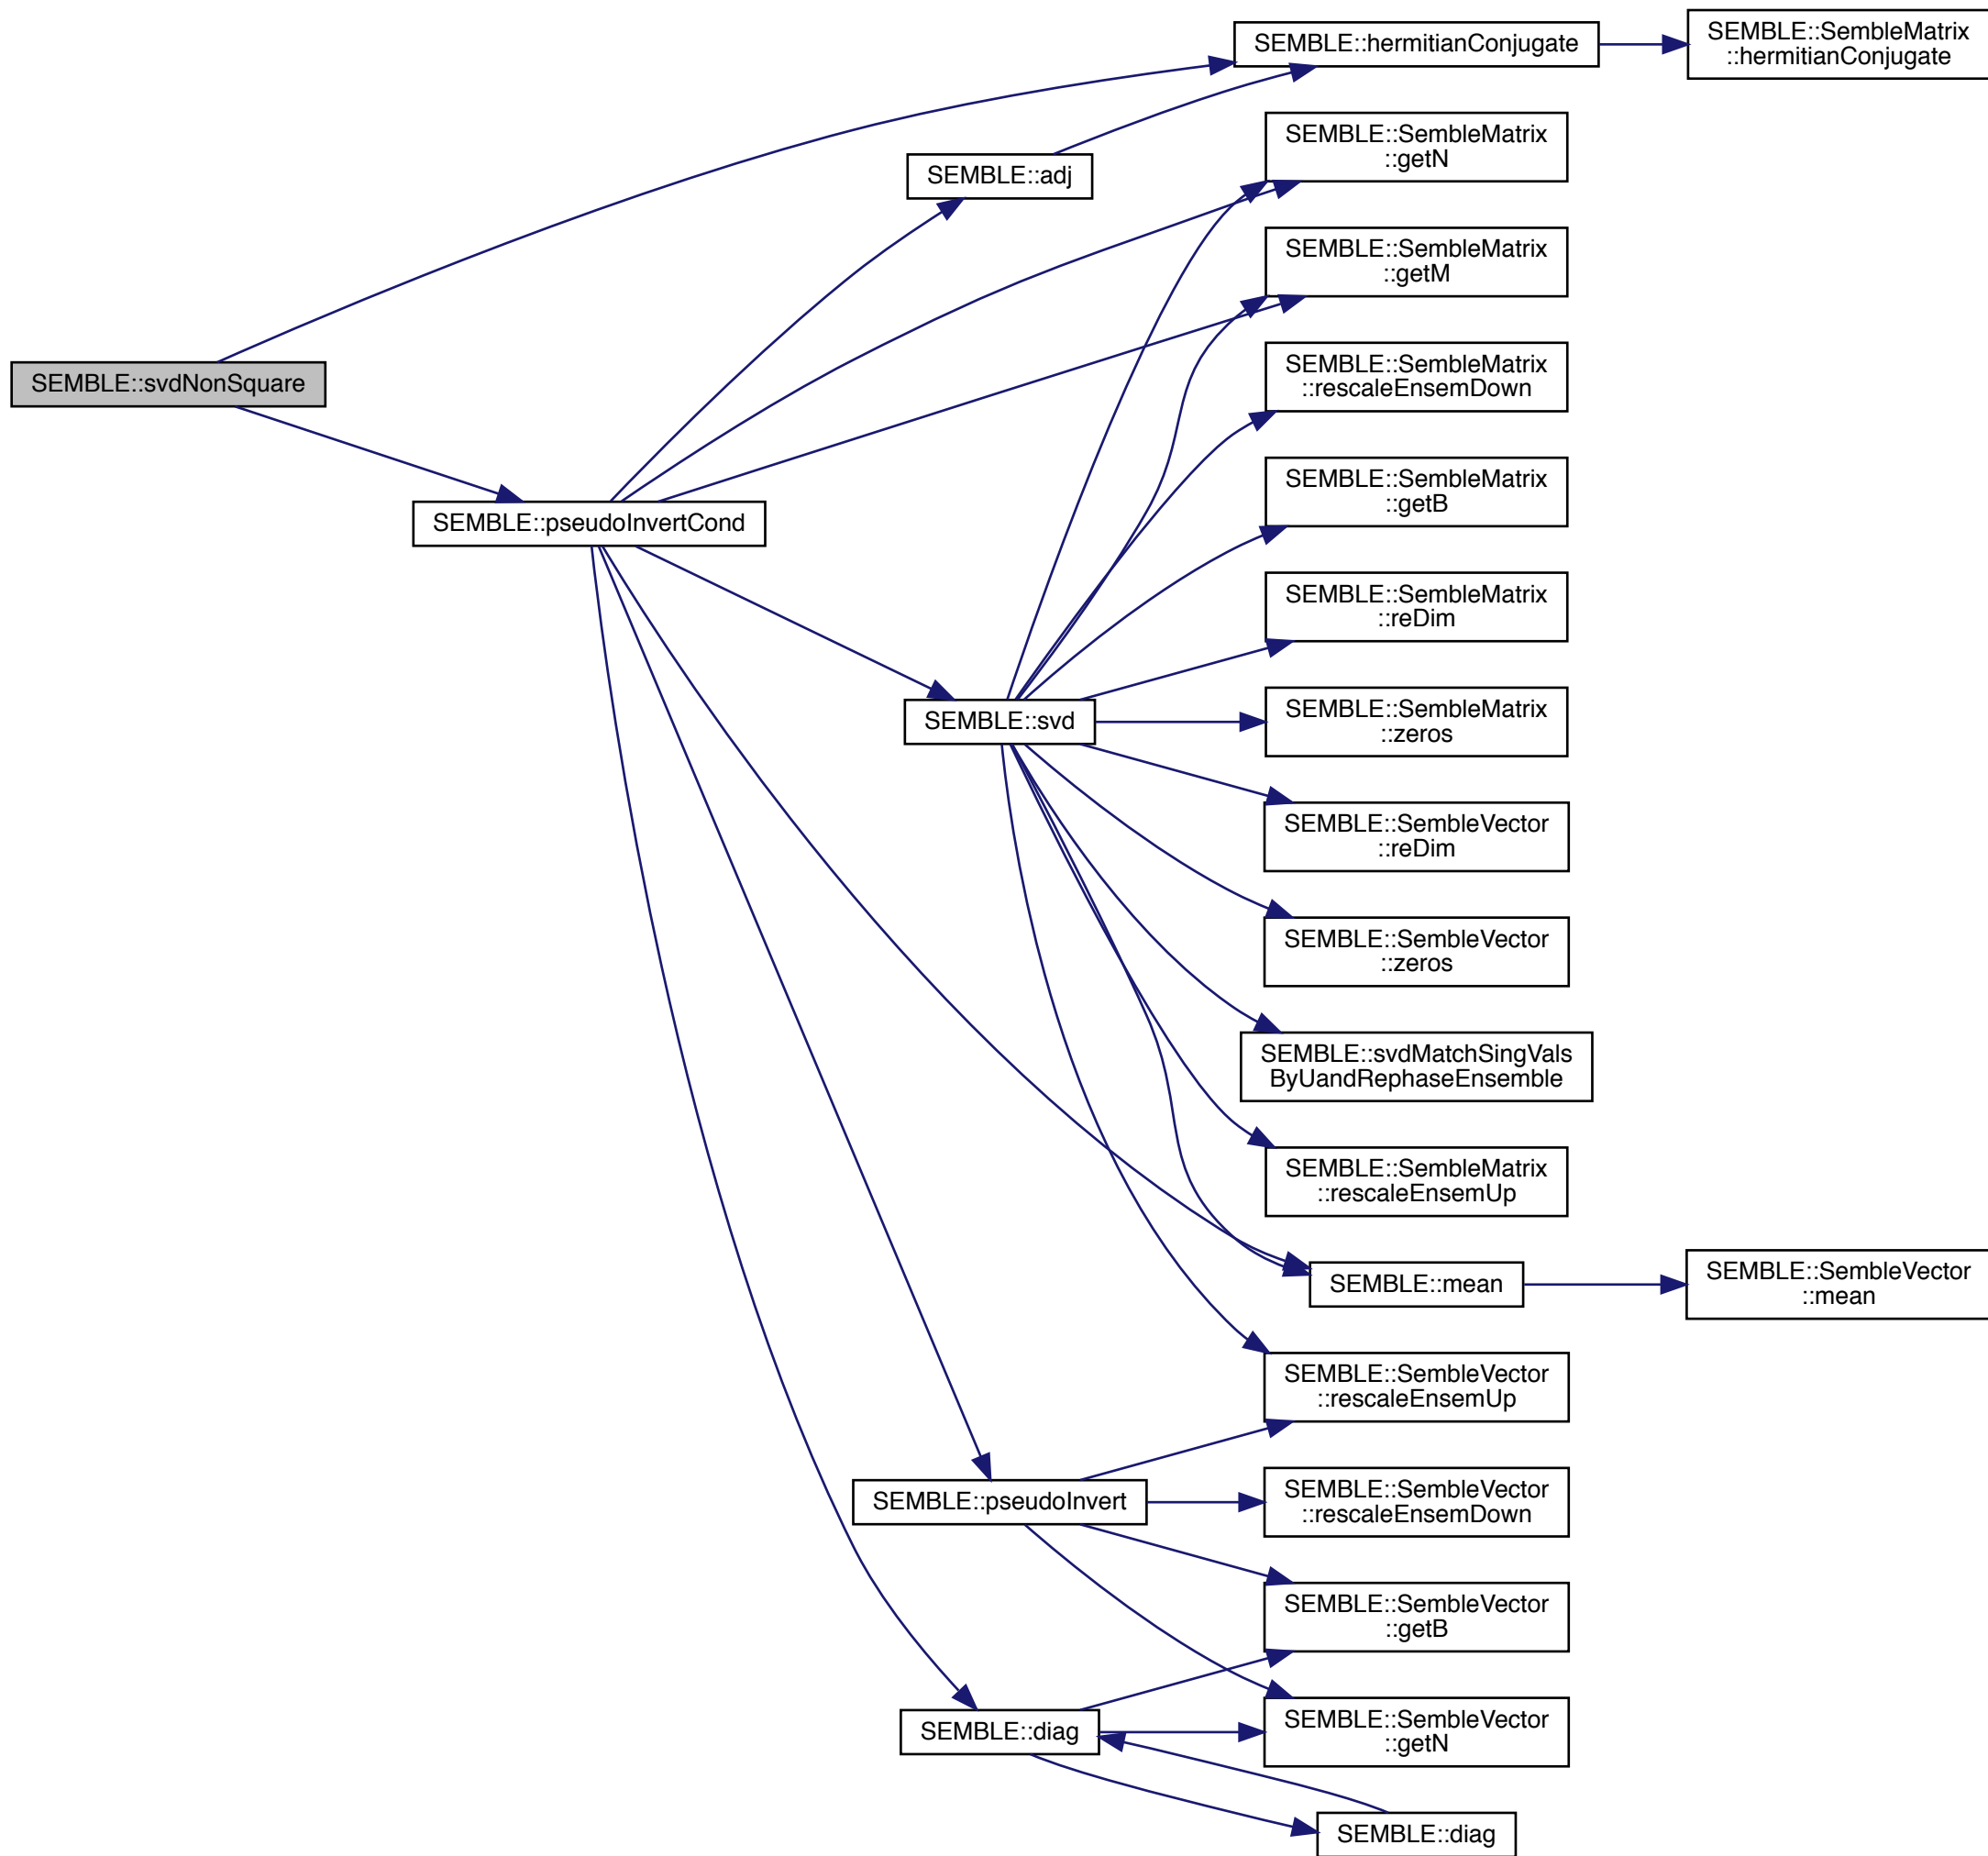 SEMBLE::hermitianConjugate
SEMBLE::SembleMatrix
::hermitianConjugate
SEMBLE::adj
SEMBLE::SembleMatrix
::getN
SEMBLE::SembleMatrix
::getM
SEMBLE::svdNonSquare
SEMBLE::SembleMatrix
::rescaleEnsemDown
SEMBLE::pseudoInvertCond
SEMBLE::SembleMatrix
::getB
SEMBLE::SembleMatrix
::reDim
SEMBLE::svd
SEMBLE::SembleMatrix
::zeros
SEMBLE::SembleVector
::reDim
SEMBLE::SembleVector
::zeros
SEMBLE::svdMatchSingVals
ByUandRephaseEnsemble
SEMBLE::SembleMatrix
::rescaleEnsemUp
SEMBLE::mean
SEMBLE::SembleVector
::mean
SEMBLE::SembleVector
::rescaleEnsemUp
SEMBLE::pseudoInvert
SEMBLE::SembleVector
::rescaleEnsemDown
SEMBLE::SembleVector
::getB
SEMBLE::diag
SEMBLE::SembleVector
::getN
SEMBLE::diag